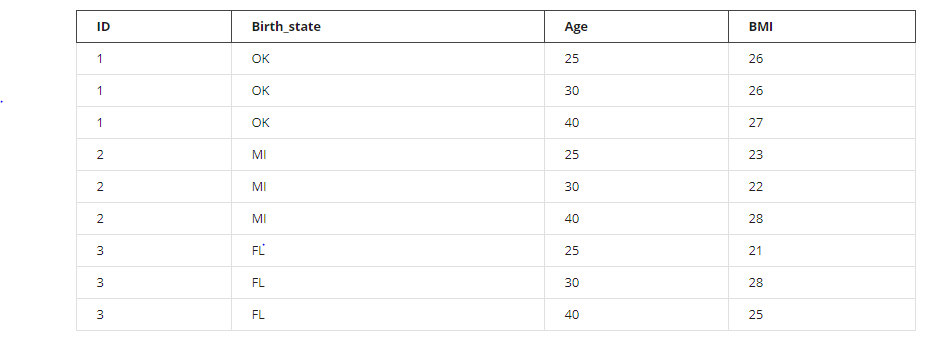 ID Birth_state Age BMI
1 OK 25 26
1 OK 30 26
1 OK 40 27
2 MI 25 23
2 MI 30 22
2 MI 40 28
3 FL 25 21
3 FL 30 28
3 FL 40 25